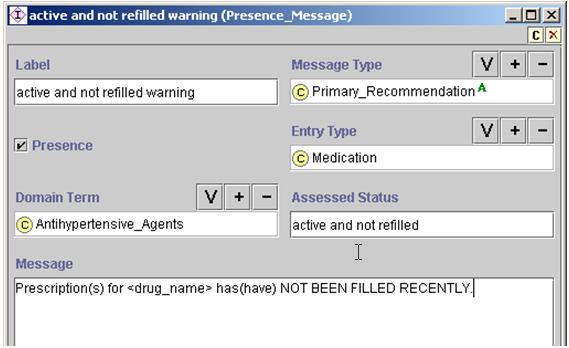 active and not refilled warning (Presence_Message)
C
Label
Message Type V + −
active and not refilled warning
C Primary_Recommendation A
Presence
Entry Type V + −
C Medication
Domain Term V + −
Assessed Status
C Antihypertensive_Agents
active and not refilled
Message
Prescription(s) for <drug_name> has(have) NOT BEEN FILLED RECENTLY.